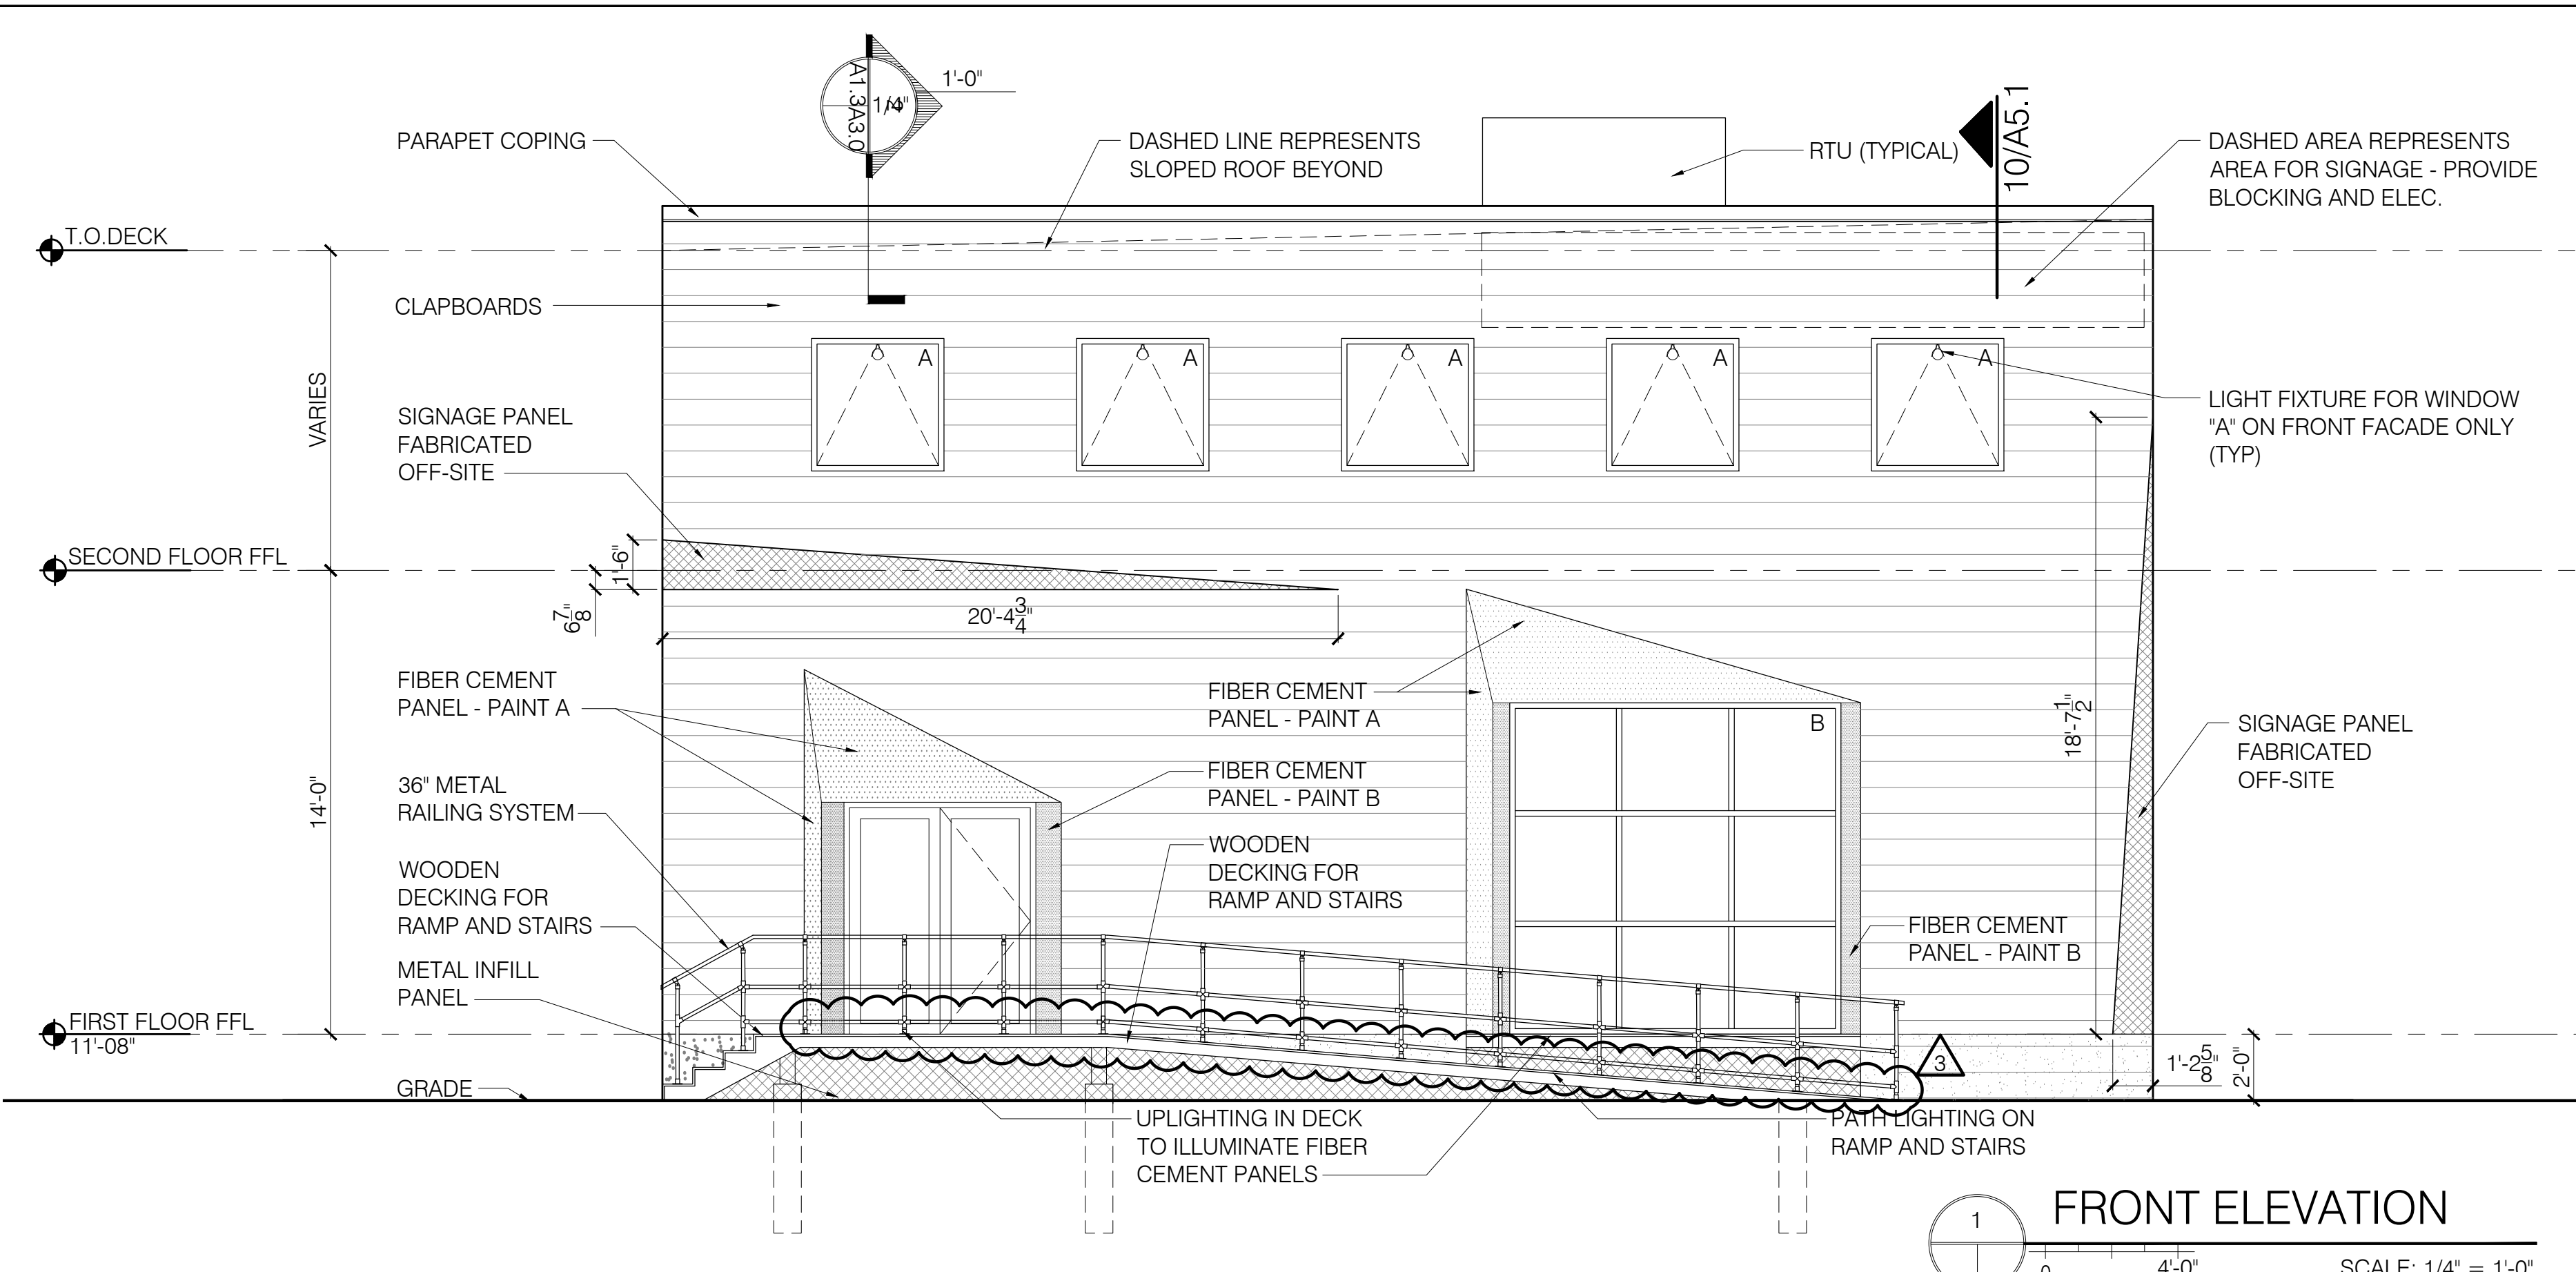 1'-0"
A1.3
A3.0
1/4"
10/A5.1
PARAPET COPING
DASHED LINE REPRESENTS
SLOPED ROOF BEYOND
RTU (TYPICAL)
DASHED AREA REPRESENTS
AREA FOR SIGNAGE - PROVIDE
BLOCKING AND ELEC.
T.O.DECK
CLAPBOARDS
A
A
A
A
A
VARIES
SIGNAGE PANEL
FABRICATED
OFF-SITE
LIGHT FIXTURE FOR WINDOW
"A" ON FRONT FACADE ONLY
(TYP)
SECOND FLOOR FFL
1'-6"
6 7/8"
20'-4 3/4"
FIBER CEMENT
PANEL - PAINT A
FIBER CEMENT
PANEL - PAINT A
B
18'-7 1/2"
SIGNAGE PANEL
FABRICATED
OFF-SITE
14'-0"
36" METAL
RAILING SYSTEM
FIBER CEMENT
PANEL - PAINT B
WOODEN
DECKING FOR
RAMP AND STAIRS
WOODEN
DECKING FOR
RAMP AND STAIRS
FIBER CEMENT
PANEL - PAINT B
METAL INFILL
PANEL
FIRST FLOOR FFL
11'-08"
3
1'-2 5/8"
2'-0"
GRADE
UPLIGHTING IN DECK
TO ILLUMINATE FIBER
CEMENT PANELS
PATH LIGHTING ON
RAMP AND STAIRS
1
FRONT ELEVATION
0
4'-0"
SCALE: 1/4" = 1'-0"